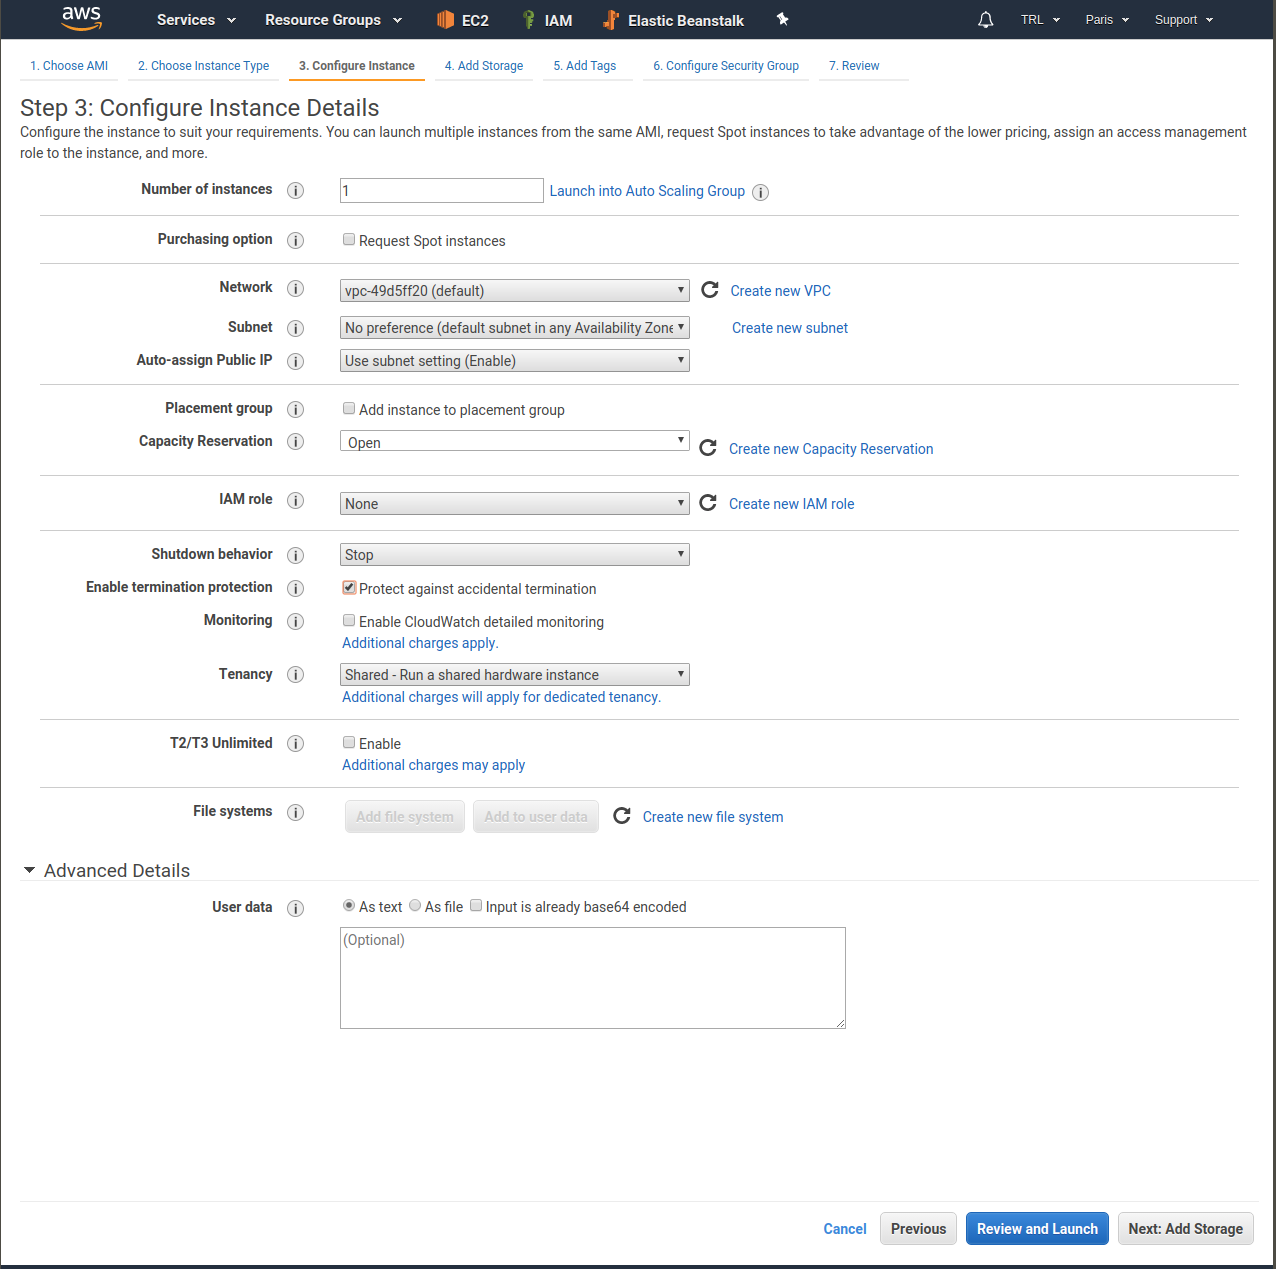 aws Services Resource Groups EC2 IAM Elastic Beanstalk TRL Paris Support
1. Choose AMI 2. Choose Instance Type 3. Configure Instance 4. Add Storage 5. Add Tags 6. Configure Security Group 7. Review
Step 3: Configure Instance Details
Configure the instance to suit your requirements. You can launch multiple instances from the same AMI, request Spot instances to take advantage of the lower pricing, assign an access management
role to the instance, and more.
Number of instances 1 Launch into Auto Scaling Group
Purchasing option Request Spot instances
Network vpc-49d5ff20 (default) Create new VPC
Subnet No preference (default subnet in any Availability Zone Create new subnet
Auto-assign Public IP Use subnet setting (Enable)
Placement group Add instance to placement group
Capacity Reservation Open Create new Capacity Reservation
IAM role None Create new IAM role
Shutdown behavior Stop
Enable termination protection Protect against accidental termination
Monitoring Enable CloudWatch detailed monitoring
Additional charges apply.
Tenancy Shared - Run a shared hardware instance
Additional charges will apply for dedicated tenancy.
T2/T3 Unlimited Enable
Additional charges may apply
File systems Add file system Add to user data Create new file system
Advanced Details
User data As text As file Input is already base64 encoded
(Optional)
Cancel Previous Review and Launch Next: Add Storage